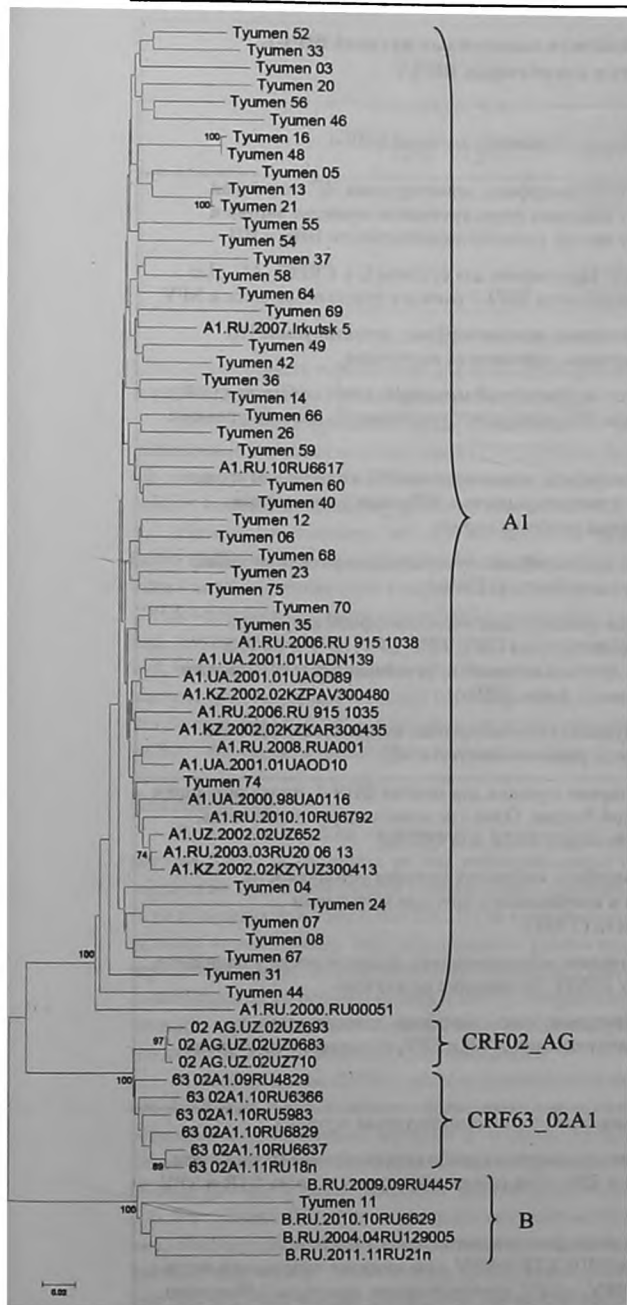 Tyumen 52
Tyumen 33
Tyumen 03
Tyumen 20
Tyumen 56
Tyumen 46
100 Tyumen 16
Tyumen 48
Tyumen 05
Tyumen 13
100 Tyumen 21
Tyumen 55
Tyumen 54
Tyumen 37
Tyumen 58
Tyumen 64
Tyumen 69
A1.RU.2007.Irkutsk 5
Tyumen 49
Tyumen 42
Tyumen 36
Tyumen 14
Tyumen 66
Tyumen 26
Tyumen 59
A1.RU.10RU6617
Tyumen 60
Tyumen 40
A1
Tyumen 12
Tyumen 06
Tyumen 68
Tyumen 23
Tyumen 75
Tyumen 70
Tyumen 35
A1.RU.2006.RU 915 1038
A1.UA.2001.01UADN139
A1.UA.2001.01UAOD89
A1.KZ.2002.02KZPAV300480
A1.RU.2006.RU 915 1035
A1.KZ.2002.02KZKAR300435
A1.RU.2008.RUA001
A1.UA.2001.01UAOD10
Tyumen 74
A1.UA.2000.98UA0116
A1.RU.2010.10RU6792
A1.UZ.2002.02UZ652
74 A1.RU.2003.03RU20 06 13
A1.KZ.2002.02KZYUZ300413
Tyumen 04
Tyumen 24
Tyumen 07
Tyumen 08
100 Tyumen 67
Tyumen 31
Tyumen 44
A1.RU.2000.RU00051
02 AG.UZ.02UZ693
97 02 AG.UZ.02UZ0683 CRF02_AG
02 AG.UZ.02UZ710
100 63 02A1.09RU4829
63 02A1.10RU6366
63 02A1.10RU5983 CRF63_02A1
63 02A1.10RU6829
63 02A1.10RU6637
89 63 02A1.11RU18n
B.RU.2009.09RU4457
100 Tyumen 11
B.RU.2010.10RU6629 B
B.RU.2004.04RU129005
B.RU.2011.11RU21n
0.02